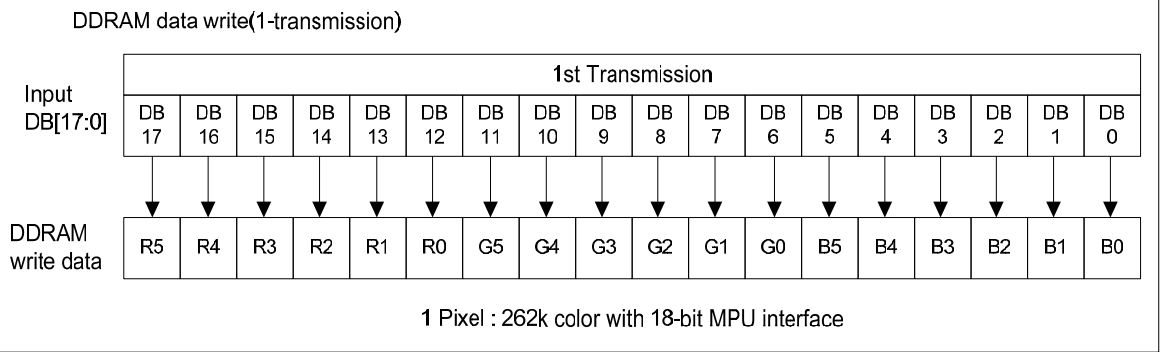 DDRAM data write(1-transmission)
1st Transmission
Input
DB[17:0]
DB 17 DB 16 DB 15 DB 14 DB 13 DB 12 DB 11 DB 10 DB 9 DB 8 DB 7 DB 6 DB 5 DB 4 DB 3 DB 2 DB 1 DB 0
DDRAM
write data
R5 R4 R3 R2 R1 R0 G5 G4 G3 G2 G1 G0 B5 B4 B3 B2 B1 B0
1 Pixel : 262k color with 18-bit MPU interface